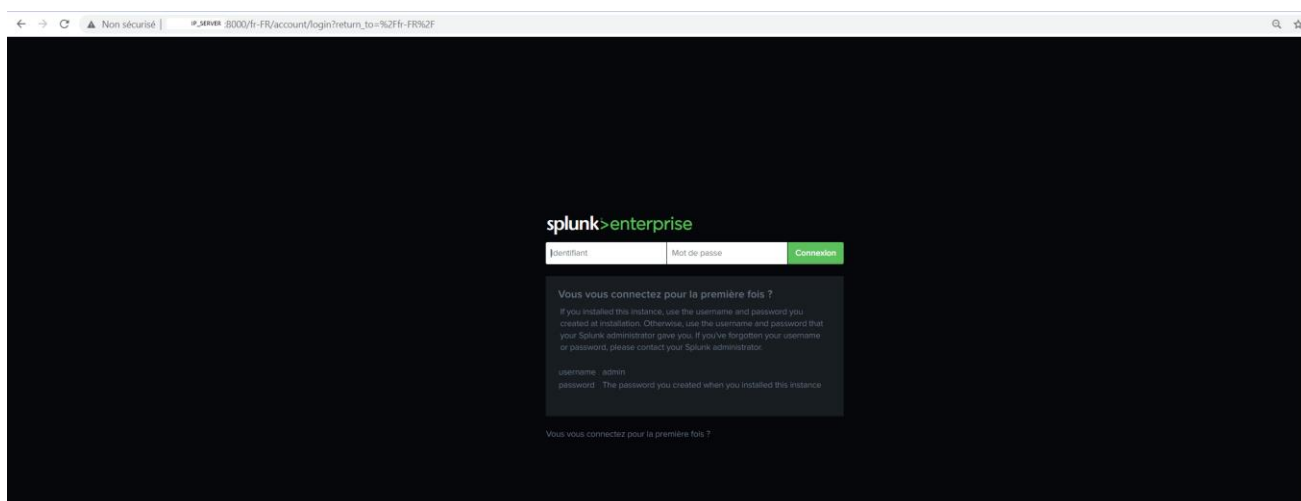 Non sécurisé | IP_SERVER :8000/fr-FR/account/login?return_to=%2Ffr-FR%2F
splunk>enterprise
Identifiant Mot de passe Connexion
Vous vous connectez pour la première fois ?
If you installed this instance, use the username and password you
created at installation. Otherwise, use the username and password that
your Splunk administrator gave you. If you've forgotten your username
or password, please contact your Splunk administrator.
username admin
password The password you created when you installed this instance
Vous vous connectez pour la première fois ?